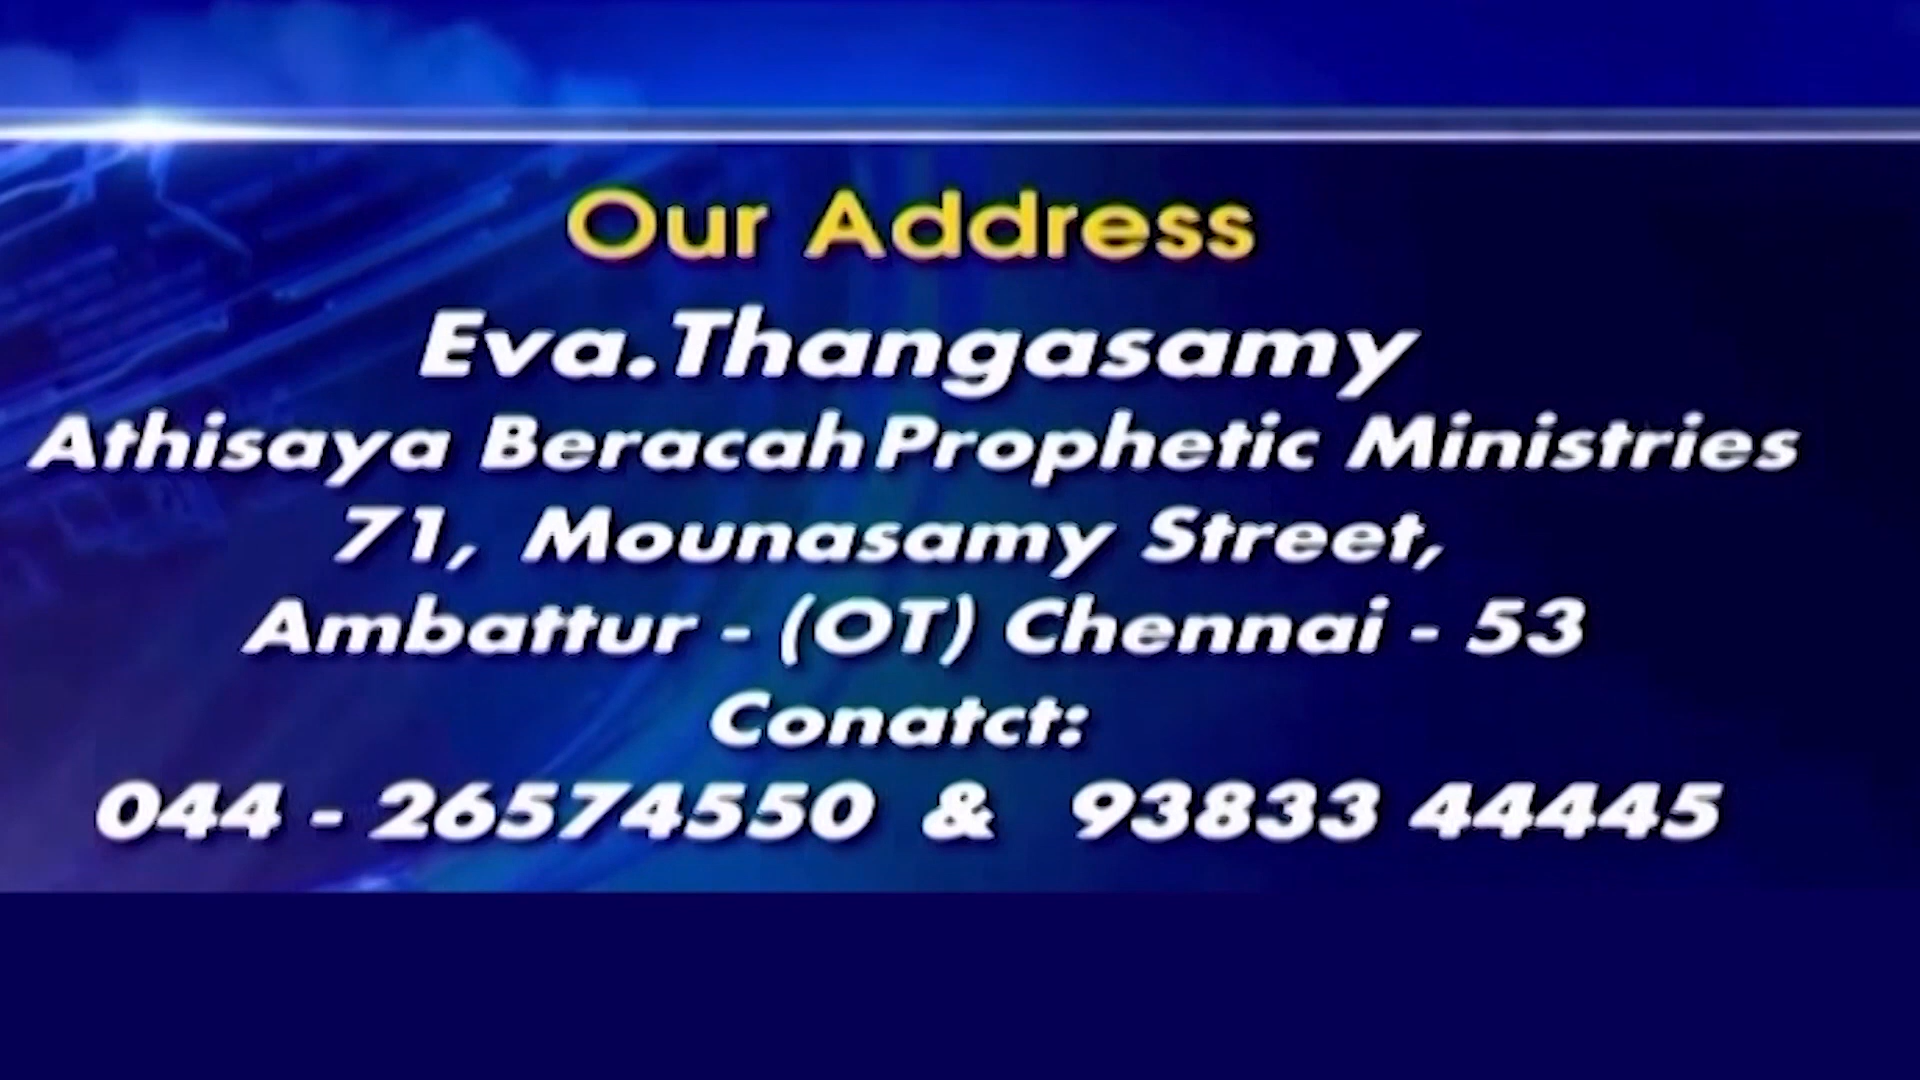 Our Address
Eva.Thangasamy
Athisaya Beracah Prophetic Ministries
71, Mounasamy Street,
Ambattur - (OT) Chennai - 53
Conatct:
044 - 26574550 & 93833 44445